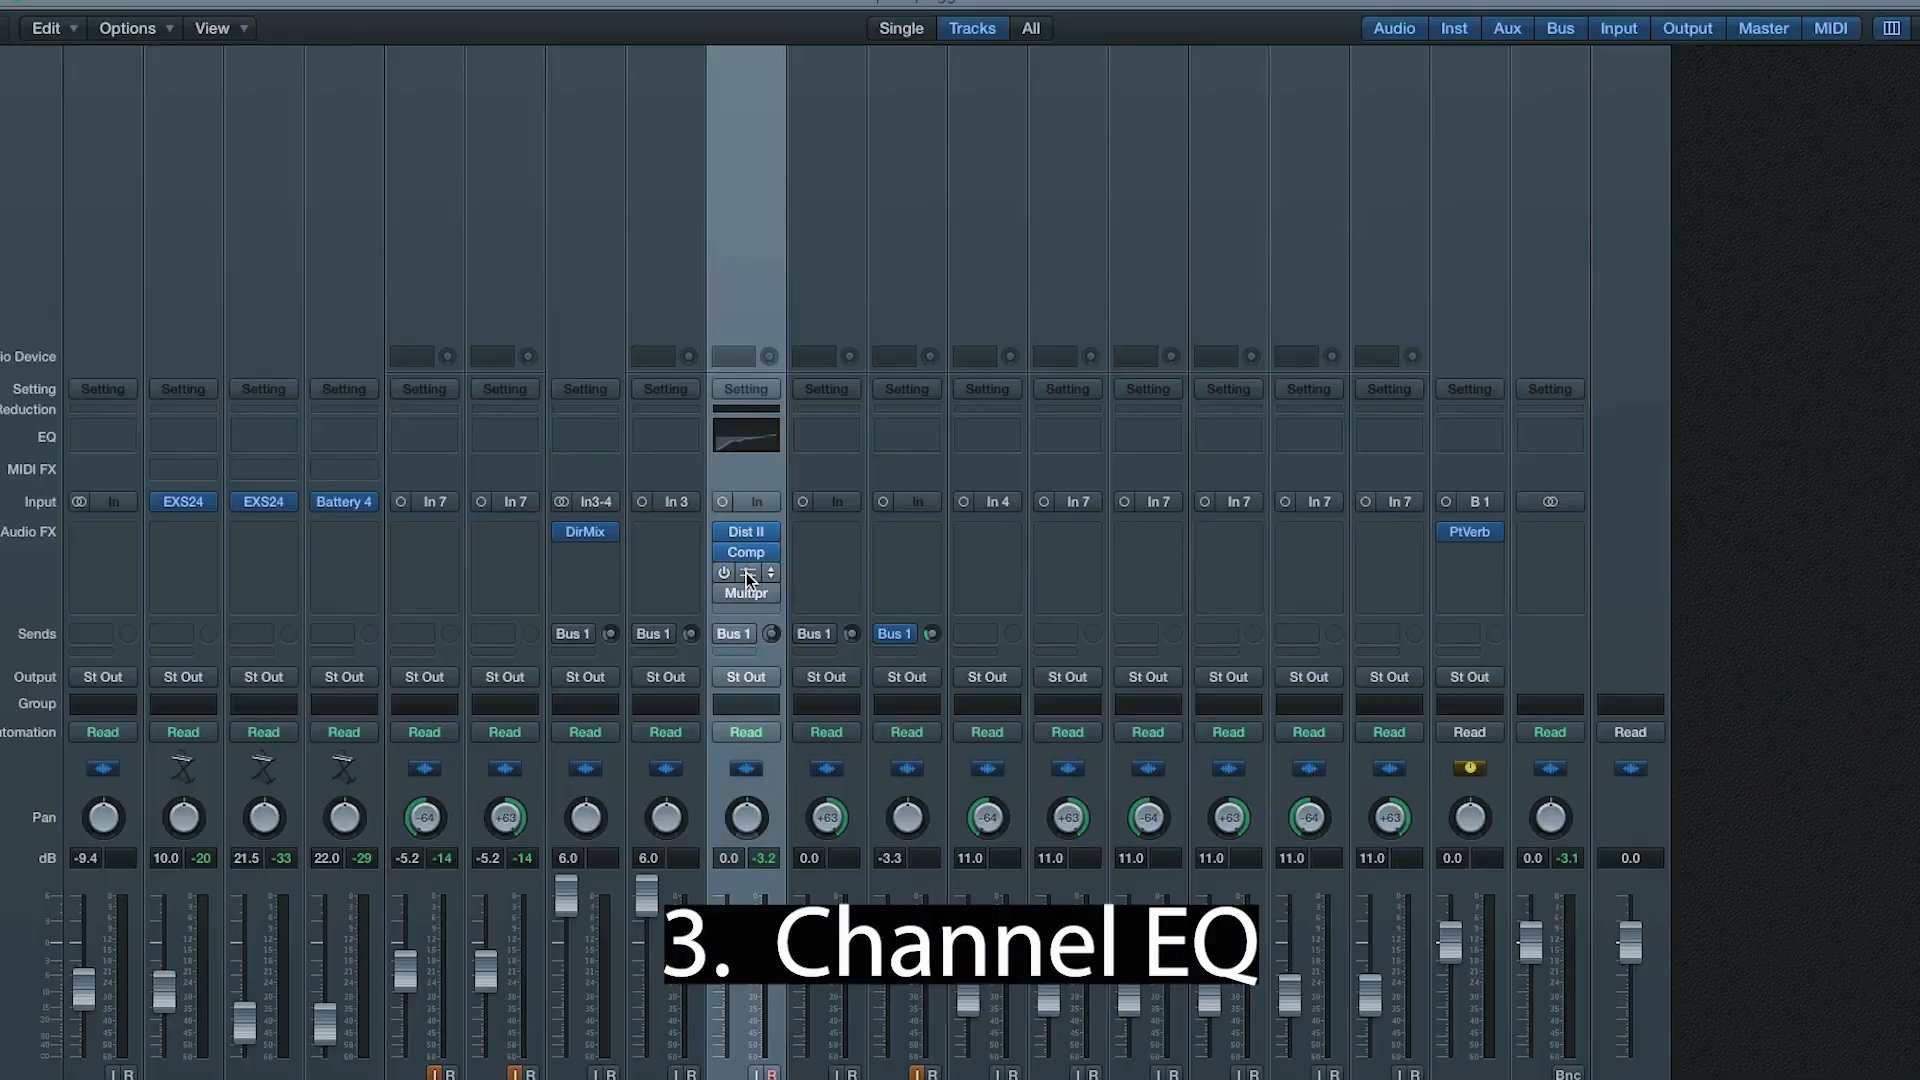 Edit Options View Single Tracks All Audio Inst Aux Bus Input Output Master MIDI
io Device
Setting Setting Setting Setting Setting Setting Setting Setting Setting Setting Setting Setting Setting Setting Setting Setting Setting Setting Setting Setting
Reduction
EQ
MIDI FX
Input In EXS24 EXS24 Battery 4 In 7 In 7 In3-4 In 3 In In In In 4 In 7 In 7 In 7 In 7 In 7 B 1
Audio FX DirMix Dist II PtVerb
Comp
Multipr
Sends Bus 1 Bus 1 Bus 1 Bus 1 Bus 1
Output St Out St Out St Out St Out St Out St Out St Out St Out St Out St Out St Out St Out St Out St Out St Out St Out St Out St Out
Group
utomation Read Read Read Read Read Read Read Read Read Read Read Read Read Read Read Read Read Read Read Read
Pan -64 +63 +63 -64 +63 -64 +63 -64 +63
dB -9.4 10.0 -20 21.5 -33 22.0 -29 -5.2 -14 -5.2 -14 6.0 6.0 0.0 -3.2 0.0 -3.3 11.0 11.0 11.0 11.0 11.0 11.0 0.0 0.0 -3.1 0.0
3. Channel EQ
I R I R I R I R I R I R I R I R I R I R I R I R I R Bnc